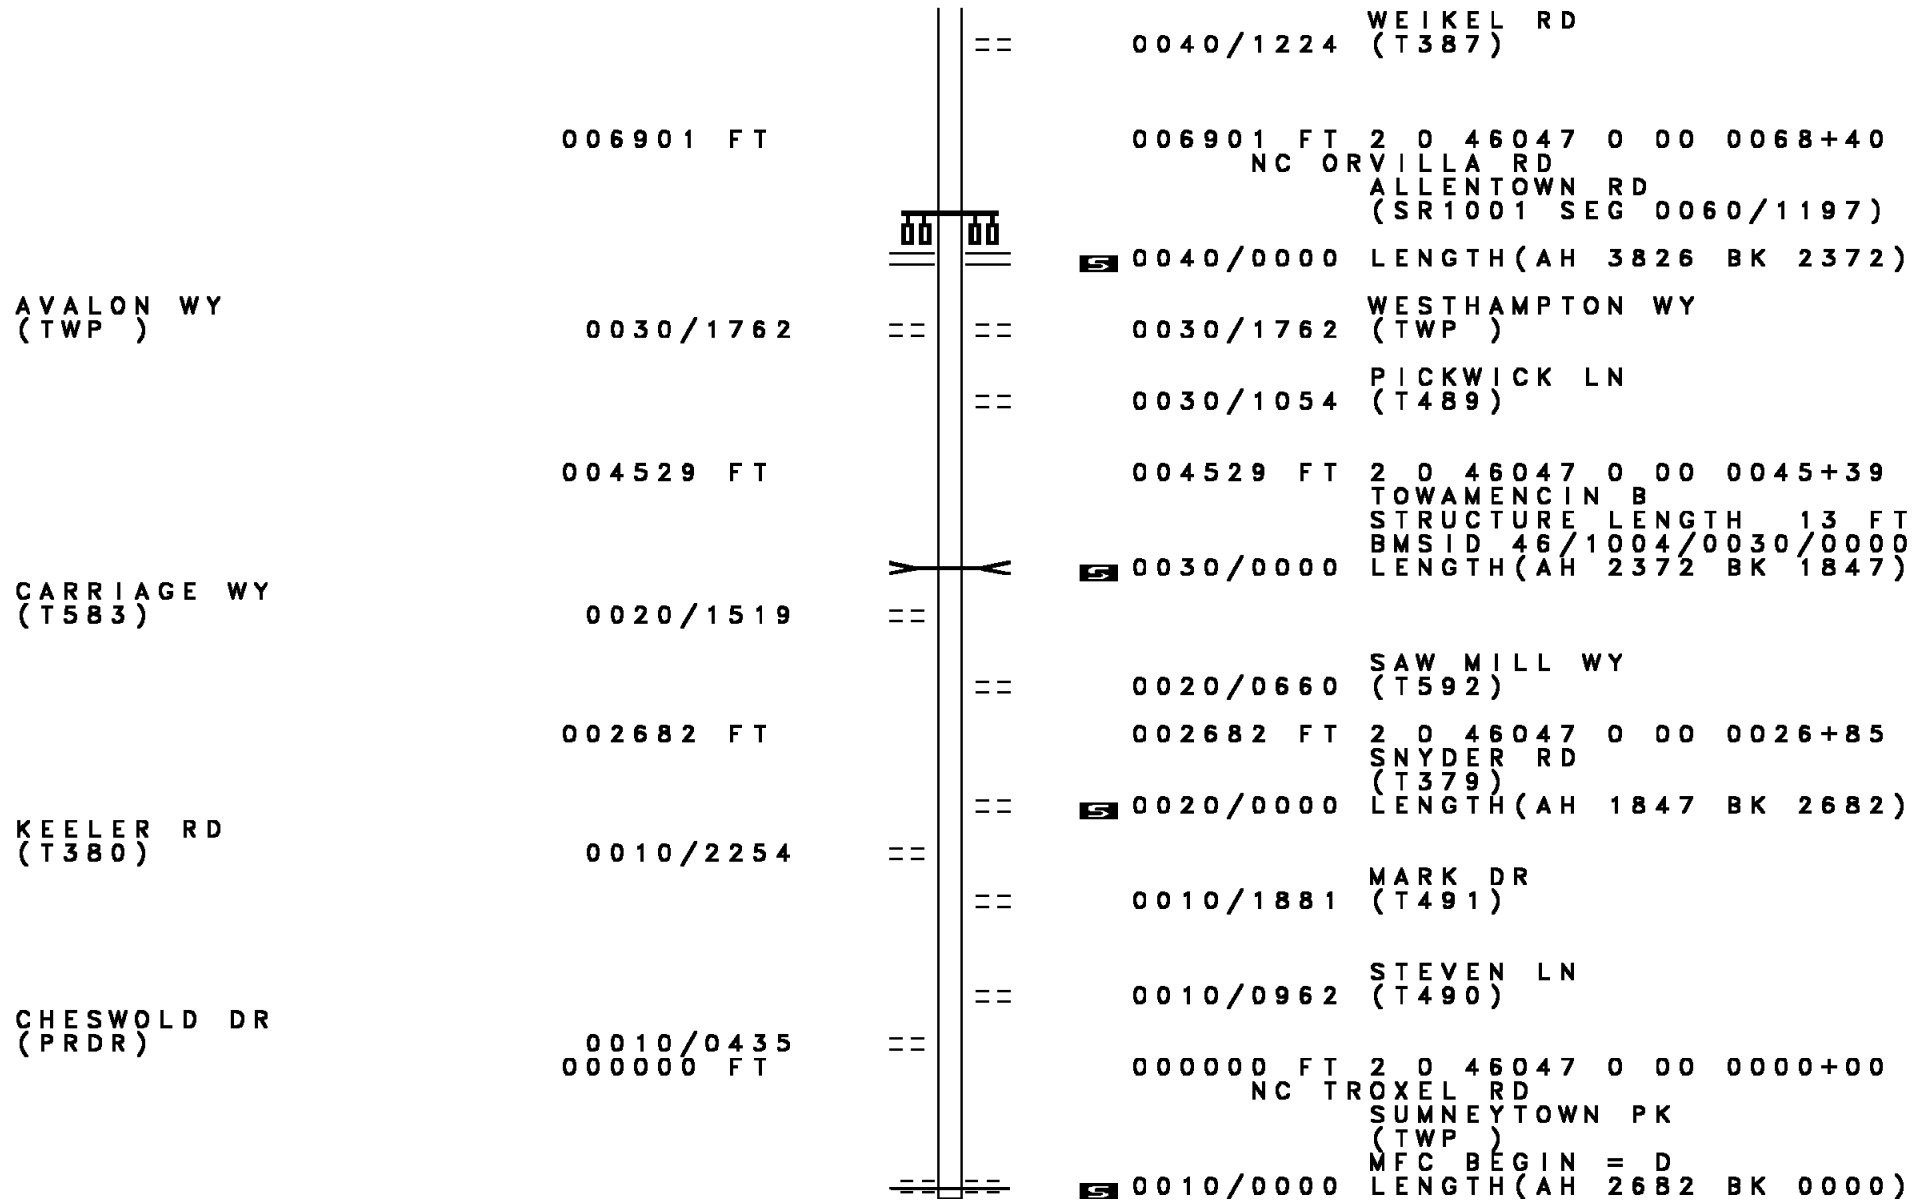 WEIKEL RD
0040/1224 (T387)
006901 FT 006901 FT 2 0 46047 0 00 0068+40
NC ORVILLA RD
ALLENTOWN RD
(SR1001 SEG 0060/1197)
S 0040/0000 LENGTH(AH 3826 BK 2372)
AVALON WY WESTHAMPTON WY
(TWP ) 0030/1762 0030/1762 (TWP )
PICKWICK LN
0030/1054 (T489)
004529 FT 004529 FT 2 0 46047 0 00 0045+39
TOWAMENCIN B
STRUCTURE LENGTH 13 FT
BMSID 46/1004/0030/0000
S 0030/0000 LENGTH(AH 2372 BK 1847)
CARRIAGE WY
(T583) 0020/1519
SAW MILL WY
0020/0660 (T592)
002682 FT 002682 FT 2 0 46047 0 00 0026+85
SNYDER RD
(T379)
S 0020/0000 LENGTH(AH 1847 BK 2682)
KEELER RD
(T380) 0010/2254
MARK DR
0010/1881 (T491)
STEVEN LN
0010/0962 (T490)
CHESWOLD DR
(PRDR) 0010/0435
000000 FT 000000 FT 2 0 46047 0 00 0000+00
NC TROXEL RD
SUMNEYTOWN PK
(TWP )
MFC BEGIN = D
S 0010/0000 LENGTH(AH 2682 BK 0000)